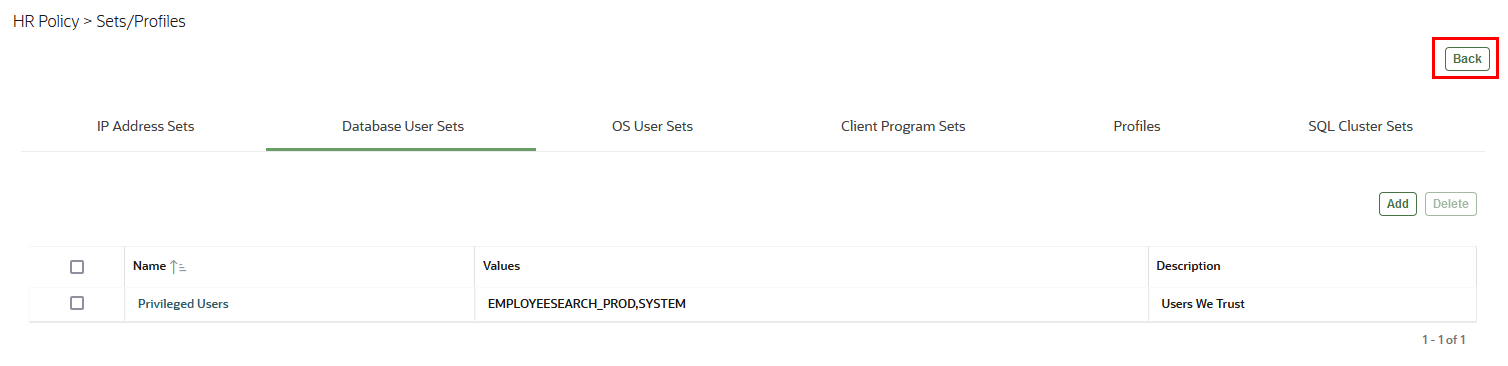 HR Policy > Sets/Profiles
Back
IP Address Sets Database User Sets OS User Sets Client Program Sets Profiles SQL Cluster Sets
Add Delete
Name Values Description
Privileged Users EMPLOYEESEARCH_PROD,SYSTEM Users We Trust
1 - 1 of 1